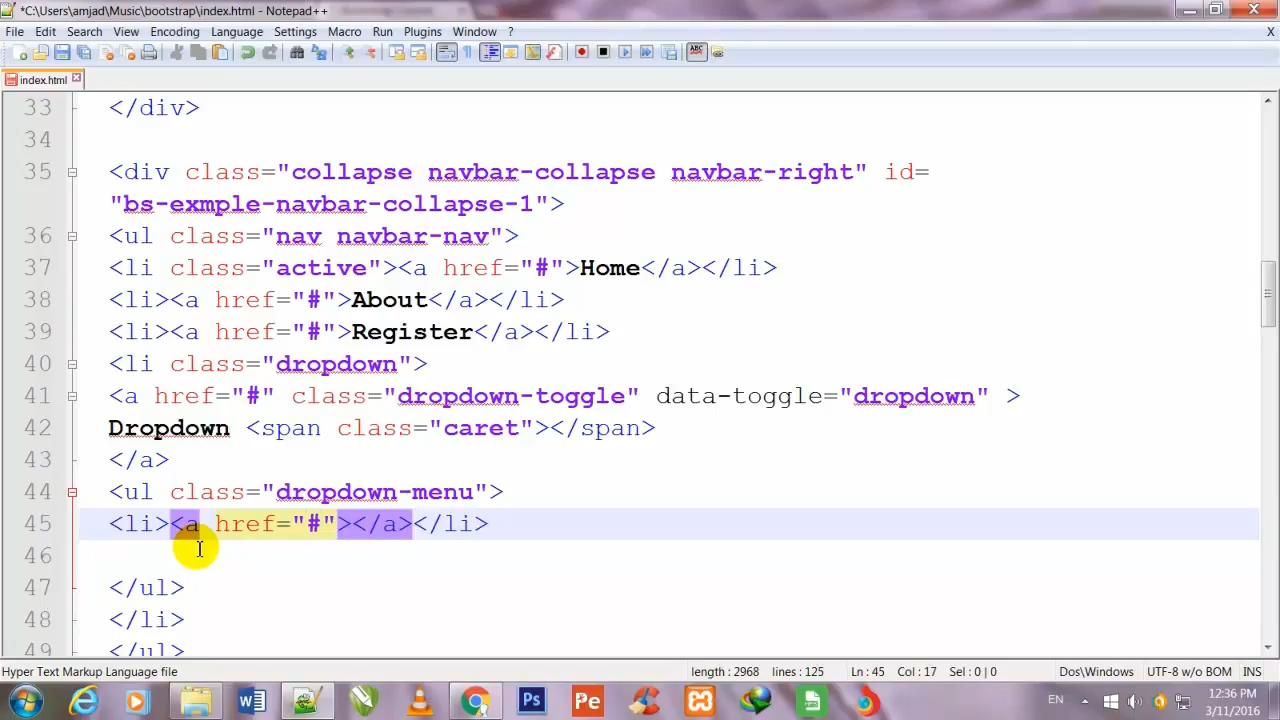 *C:\Users\amjad\Music\bootstrap\index.html - Notepad++
File Edit Search View Encoding Language Settings Macro Run Plugins Window ? X
index.html
33 </div>
34
35 <div class="collapse navbar-collapse navbar-right" id=
"bs-exmple-navbar-collapse-1">
36 <ul class="nav navbar-nav">
37 <li class="active"><a href="#">Home</a></li>
38 <li><a href="#">About</a></li>
39 <li><a href="#">Register</a></li>
40 <li class="dropdown">
41 <a href="#" class="dropdown-toggle" data-toggle="dropdown" >
42 Dropdown <span class="caret"></span>
43 </a>
44 <ul class="dropdown-menu">
45 <li><a href="#"></a></li>
46
47 </ul>
48 </li>
49 </ul>
Hyper Text Markup Language file length : 2968 lines : 125 Ln : 45 Col : 17 Sel : 0 | 0 Dos\Windows UTF-8 w/o BOM INS
W Ps Pe EN 12:36 PM
3/11/2016